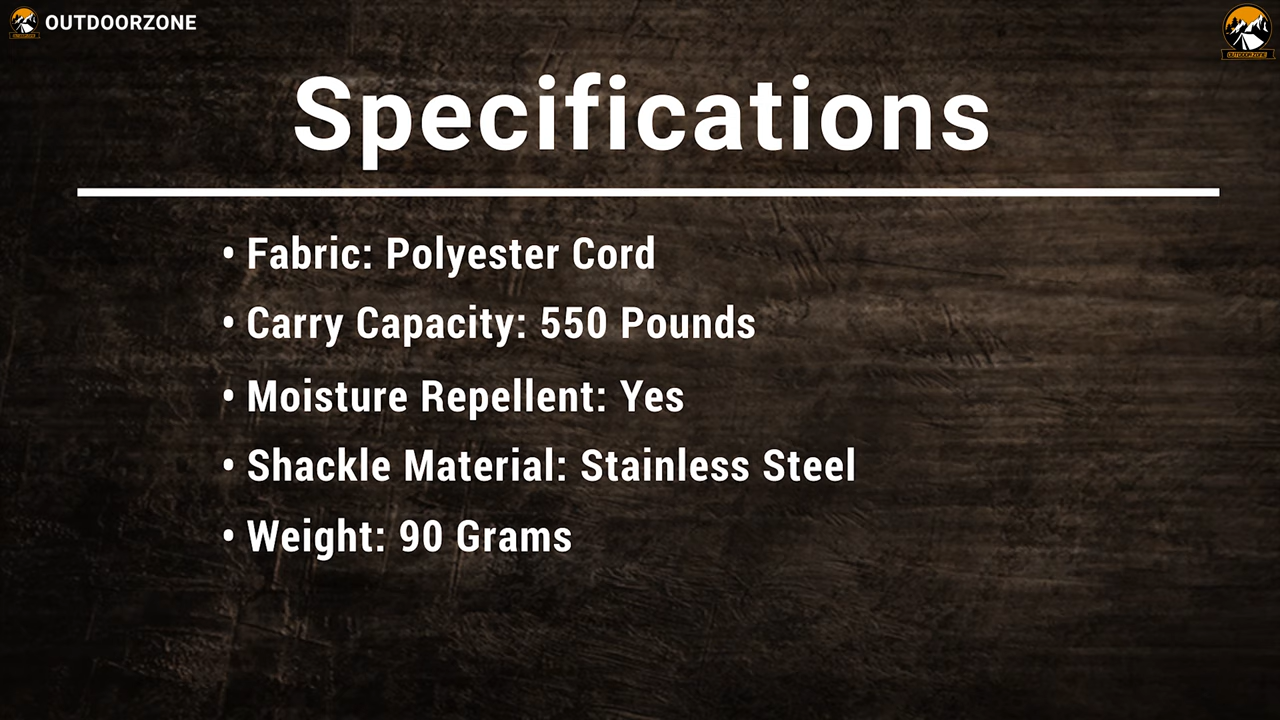 OUTDOORZONE
OUTDOORZONE
Specifications
• Fabric: Polyester Cord
• Carry Capacity: 550 Pounds
• Moisture Repellent: Yes
• Shackle Material: Stainless Steel
• Weight: 90 Grams